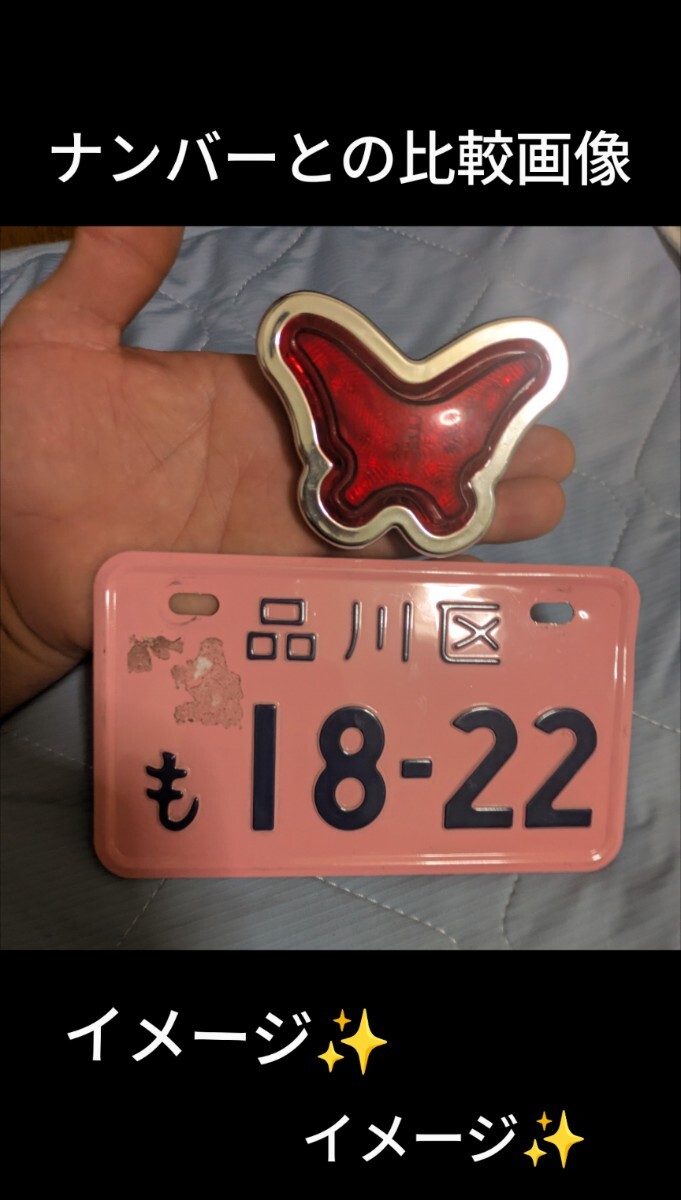 ナンバーとの比較画像
品川区
も 18-22
イメージ✨
イメージ✨